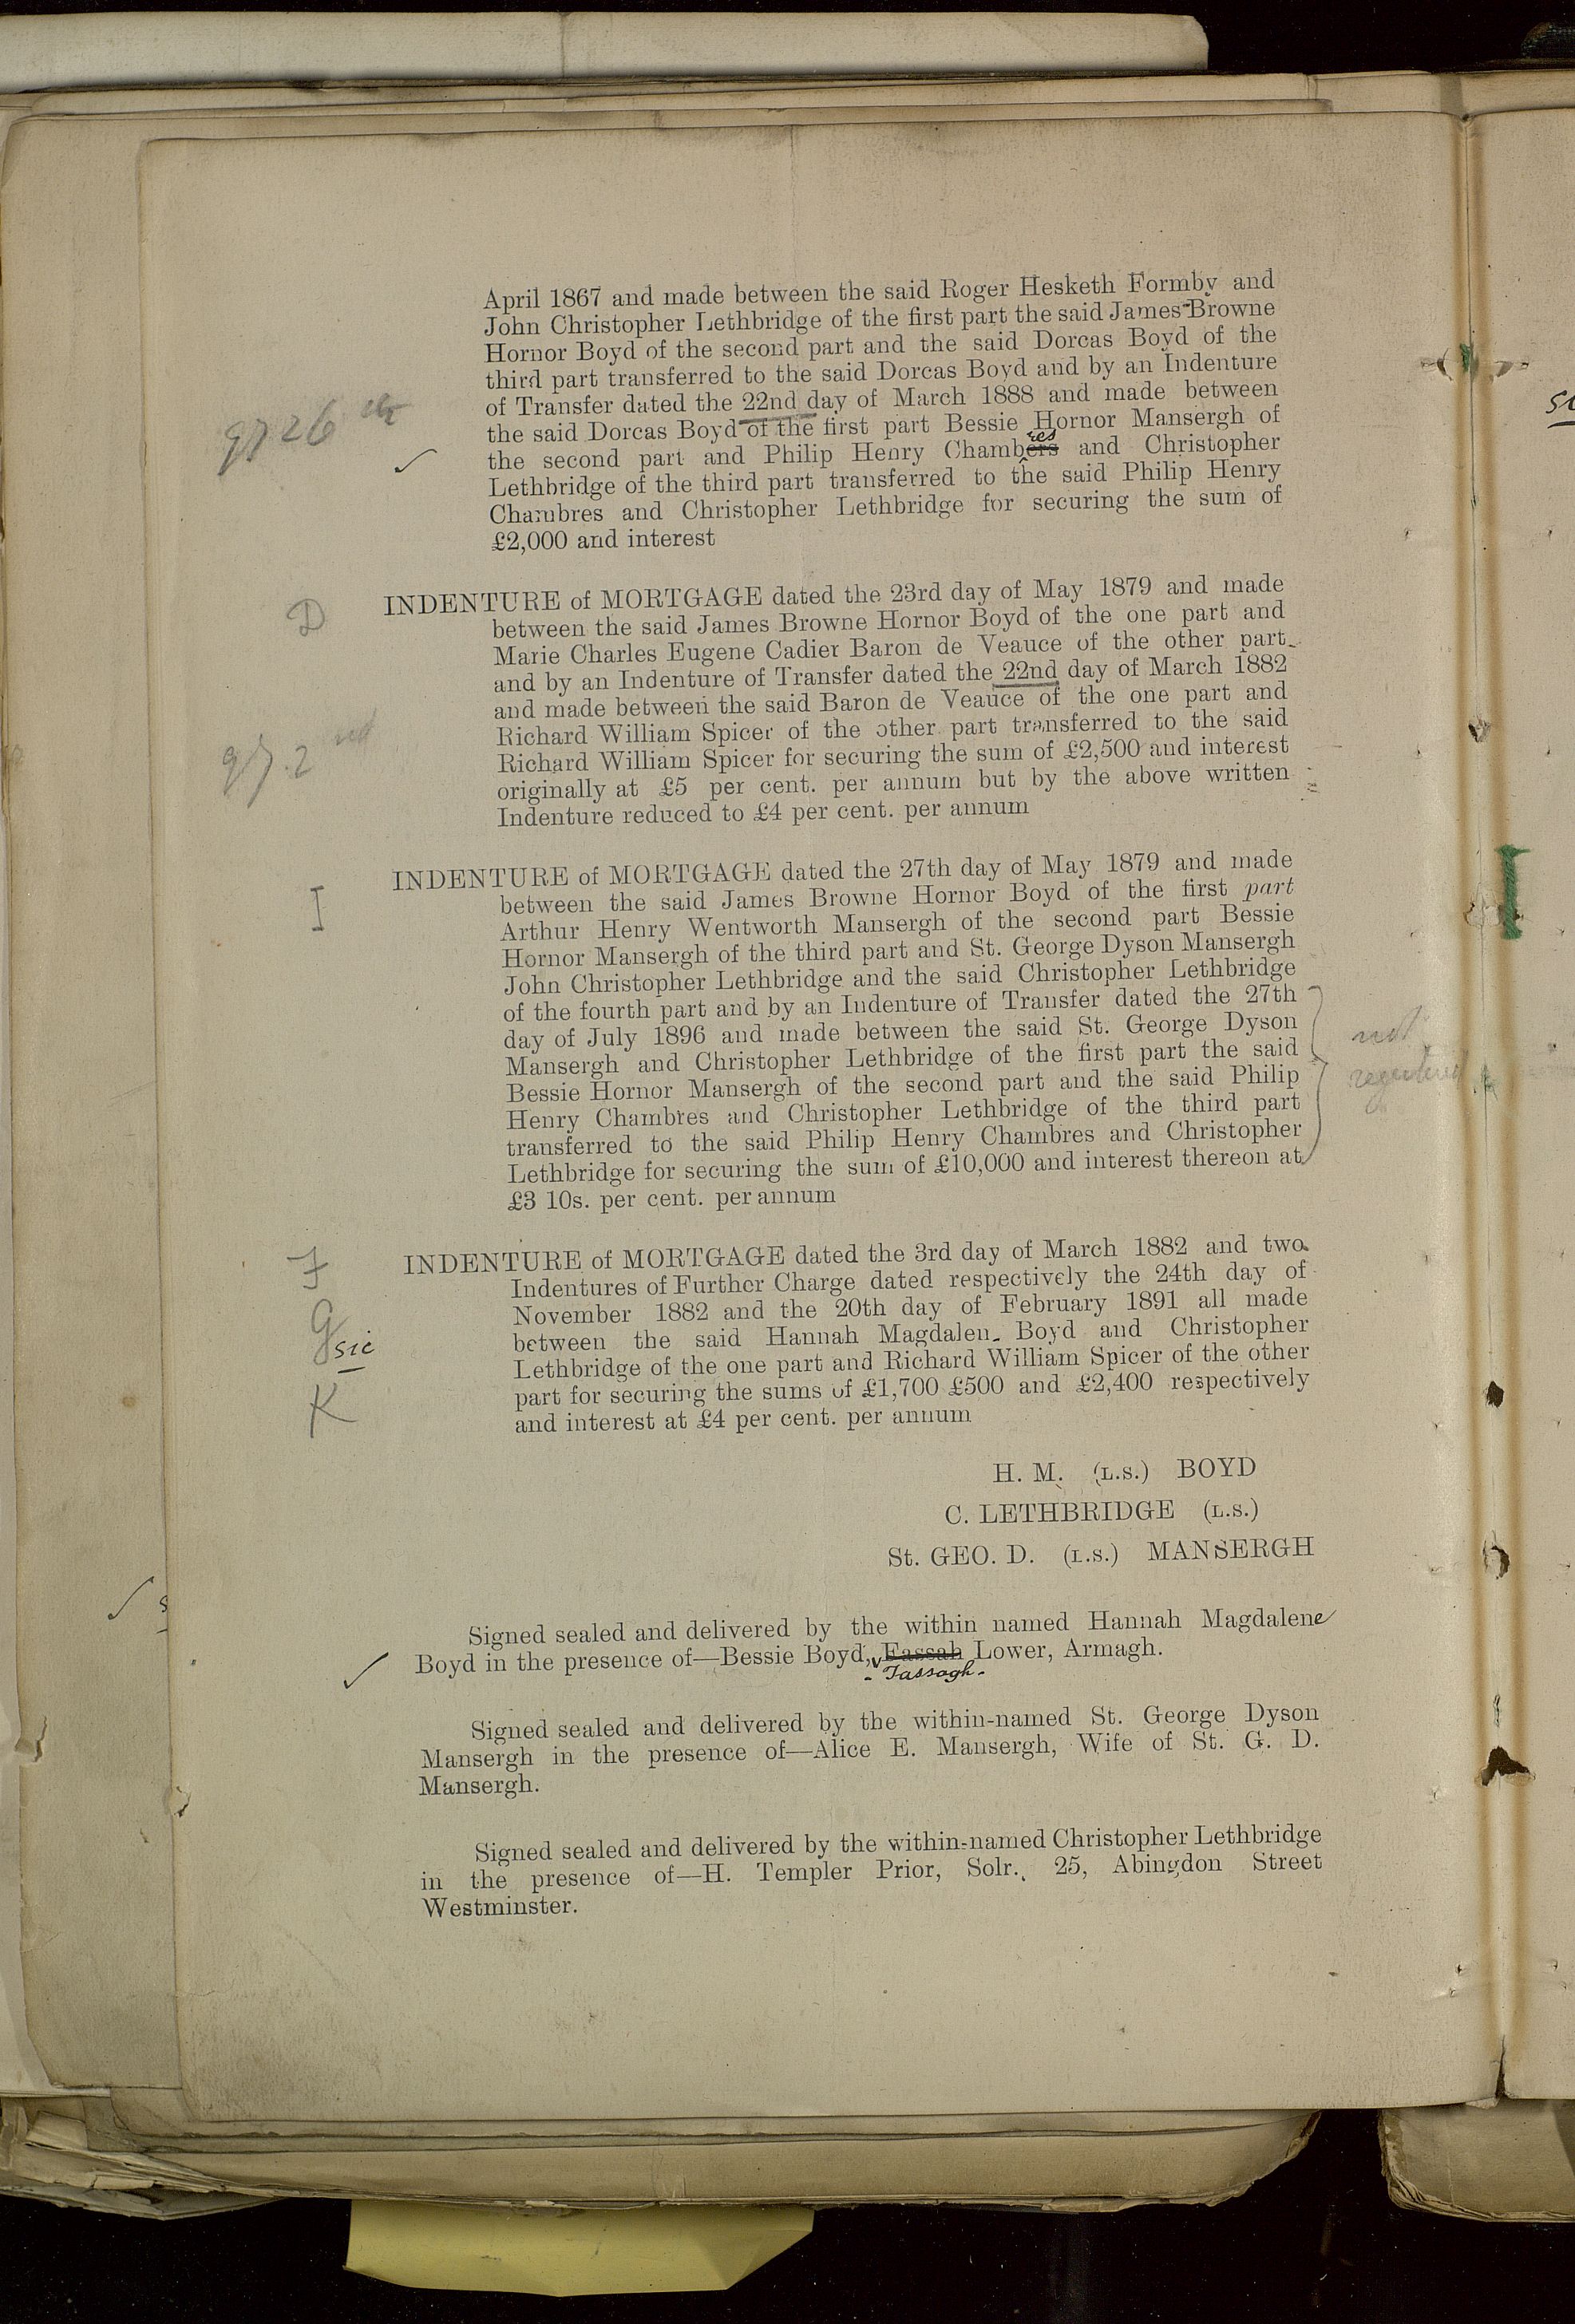 April 1867 and made between the said Roger Hesketh Formby and
John Christopher Lethbridge of the first part the said James Browne
Hornor Boyd of the second part and the said Dorcas Boyd of the
third part transferred to the said Dorcas Boyd and by an Indenture
of Transfer dated the 22nd day of March 1888 and made between
26th
the said Dorcas Boyd of the first part Bessie Hornor Mansergh of
res
the second part and Philip Henry Chambers and Christopher
Lethbridge of the third part transferred to the said Philip Henry
Chambres and Christopher Lethbridge for securing the sum of
£2,000 and interest
D
INDENTURE of MORTGAGE dated the 23rd day of May 1879 and made
between the said James Browne Hornor Boyd of the one part and
Marie Charles Eugene Cadier Baron de Veauce of the other part
and by an Indenture of Transfer dated the 22nd day of March 1882
and made between the said Baron de Veauce of the one part and
Richard William Spicer of the other part transferred to the said
2nd
Richard William Spicer for securing the sum of £2,500 and interest
originally at £5 per cent. per annum but by the above written
Indenture reduced to £4 per cent. per annum
I
INDENTURE of MORTGAGE dated the 27th day of May 1879 and made
between the said James Browne Hornor Boyd of the first part
Arthur Henry Wentworth Mansergh of the second part Bessie
Hornor Mansergh of the third part and St. George Dyson Mansergh
John Christopher Lethbridge and the said Christopher Lethbridge
of the fourth part and by an Indenture of Transfer dated the 27th
day of July 1896 and made between the said St. George Dyson
Mansergh and Christopher Lethbridge of the first part the said
not
registered
Bessie Hornor Mansergh of the second part and the said Philip
Henry Chambres and Christopher Lethbridge of the third part
transferred to the said Philip Henry Chambres and Christopher
Lethbridge for securing the sum of £10,000 and interest thereon at
£3 10s. per cent. per annum
F
INDENTURE of MORTGAGE dated the 3rd day of March 1882 and two
Indentures of Further Charge dated respectively the 24th day of
G
November 1882 and the 20th day of February 1891 all made
sic
between the said Hannah Magdalen Boyd and Christopher
Lethbridge of the one part and Richard William Spicer of the other
K
part for securing the sums of £1,700 £500 and £2,400 respectively
and interest at £4 per cent. per annum
H. M. (L.S.) BOYD
C. LETHBRIDGE (L.S.)
St. GEO. D. (L.S.) MANSERGH
Signed sealed and delivered by the within named Hannah Magdalene
Boyd in the presence of—Bessie Boyd, Eassah Lower, Armagh.
- Tassagh -
Signed sealed and delivered by the within-named St. George Dyson
Mansergh in the presence of—Alice E. Mansergh, Wife of St. G. D.
Mansergh.
Signed sealed and delivered by the within-named Christopher Lethbridge
in the presence of—H. Templer Prior, Solr., 25, Abingdon Street
Westminster.